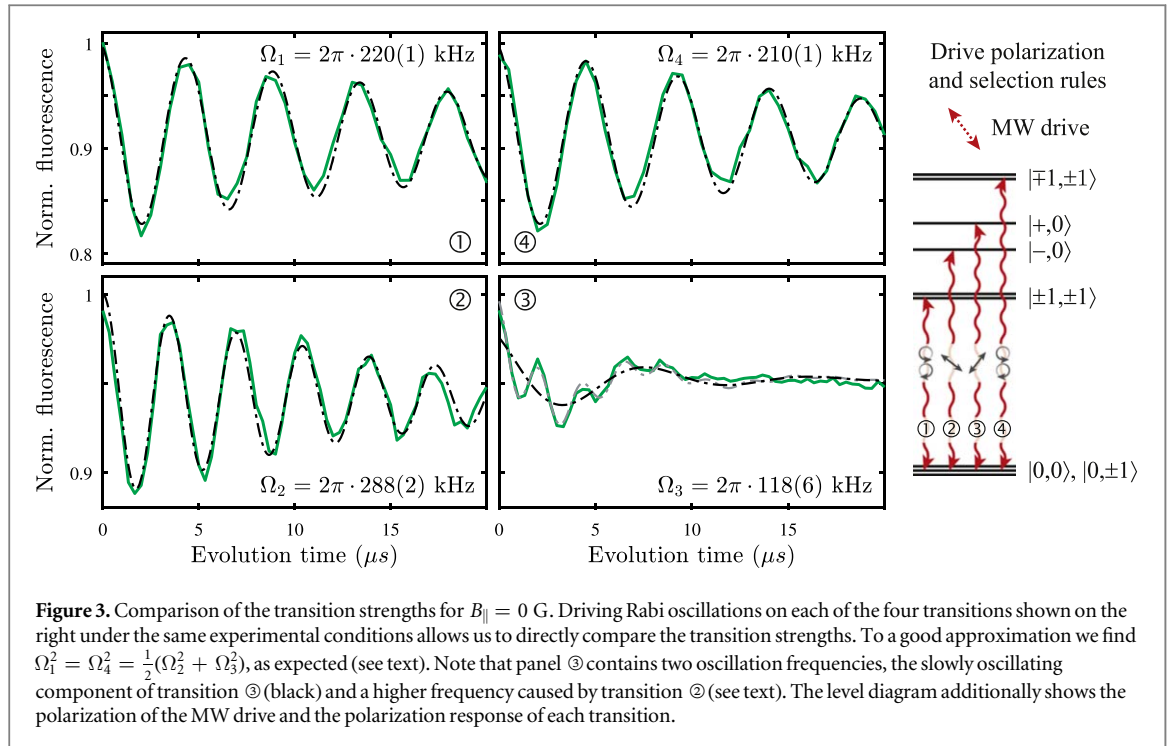 Ω₁ = 2π · 220(1) kHz
Ω₄ = 2π · 210(1) kHz
1
0.9
0.8
Norm. fluorescence
①
④
②
③
1
0.9
Norm. fluorescence
Ω₂ = 2π · 288(2) kHz
Ω₃ = 2π · 118(6) kHz
0 5 10 15
0 5 10 15
Evolution time (μs)
Evolution time (μs)
Drive polarization
and selection rules
MW drive
|∓1,±1⟩
|+,0⟩
|−,0⟩
|±1,±1⟩
① ② ③ ④
|0,0⟩, |0,±1⟩
Figure 3. Comparison of the transition strengths for B∥ = 0 G. Driving Rabi oscillations on each of the four transitions shown on the
right under the same experimental conditions allows us to directly compare the transition strengths. To a good approximation we find
Ω₁² = Ω₄² = ½(Ω₂² + Ω₃²), as expected (see text). Note that panel ③ contains two oscillation frequencies, the slowly oscillating
component of transition ③ (black) and a higher frequency caused by transition ② (see text). The level diagram additionally shows the
polarization of the MW drive and the polarization response of each transition.